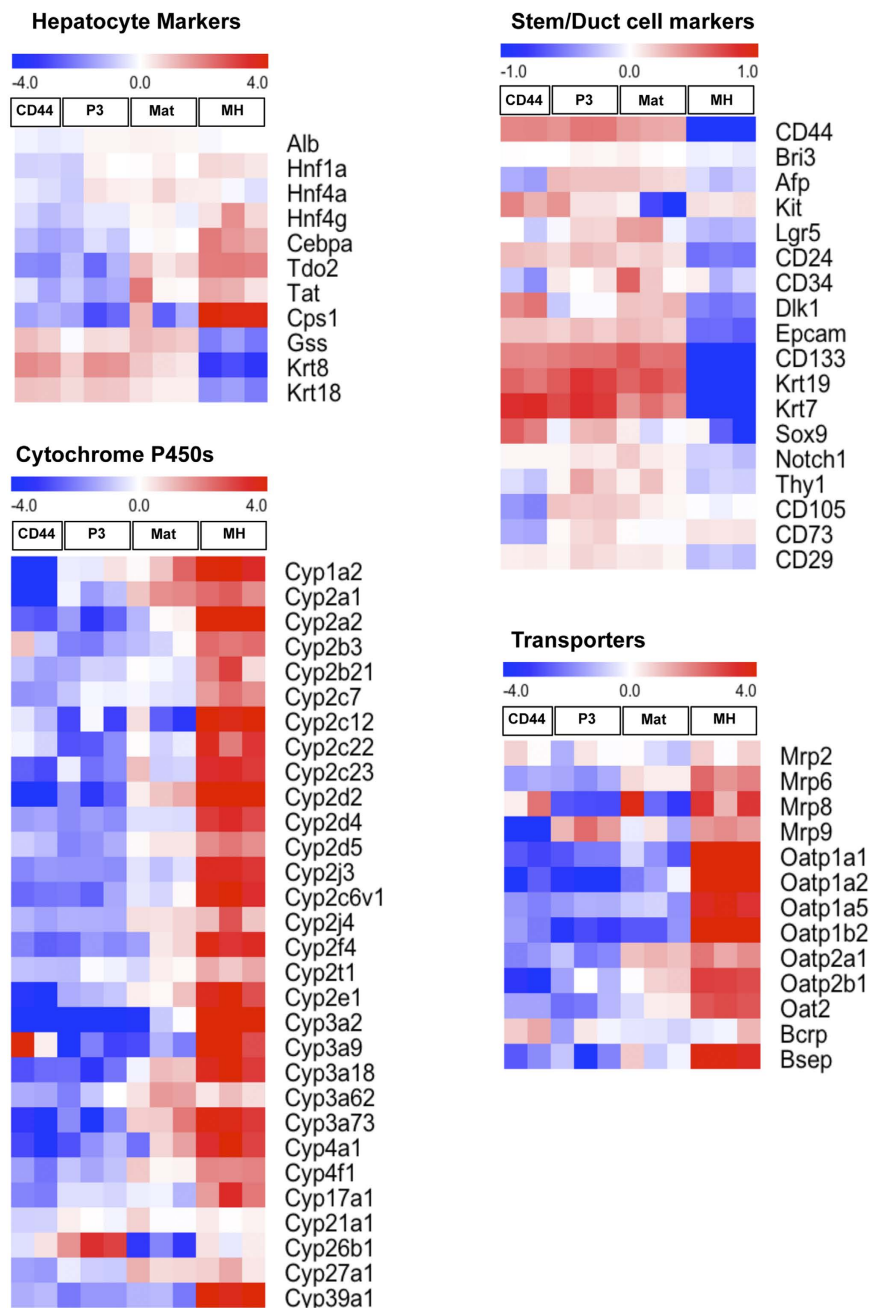 Hepatocyte Markers
-4.0 0.0 4.0
CD44 P3 Mat MH
Alb
Hnf1a
Hnf4a
Hnf4g
Cebpa
Tdo2
Tat
Cps1
Gss
Krt8
Krt18
Stem/Duct cell markers
-1.0 0.0 1.0
CD44 P3 Mat MH
CD44
Bri3
Afp
Kit
Lgr5
CD24
CD34
Dlk1
Epcam
CD133
Krt19
Krt7
Sox9
Notch1
Thy1
CD105
CD73
CD29
Cytochrome P450s
-4.0 0.0 4.0
CD44 P3 Mat MH
Cyp1a2
Cyp2a1
Cyp2a2
Cyp2b3
Cyp2b21
Cyp2c7
Cyp2c12
Cyp2c22
Cyp2c23
Cyp2d2
Cyp2d4
Cyp2d5
Cyp2j3
Cyp2c6v1
Cyp2j4
Cyp2f4
Cyp2t1
Cyp2e1
Cyp3a2
Cyp3a9
Cyp3a18
Cyp3a62
Cyp3a73
Cyp4a1
Cyp4f1
Cyp17a1
Cyp21a1
Cyp26b1
Cyp27a1
Cyp39a1
Transporters
-4.0 0.0 4.0
CD44 P3 Mat MH
Mrp2
Mrp6
Mrp8
Mrp9
Oatp1a1
Oatp1a2
Oatp1a5
Oatp1b2
Oatp2a1
Oatp2b1
Oat2
Bcrp
Bsep